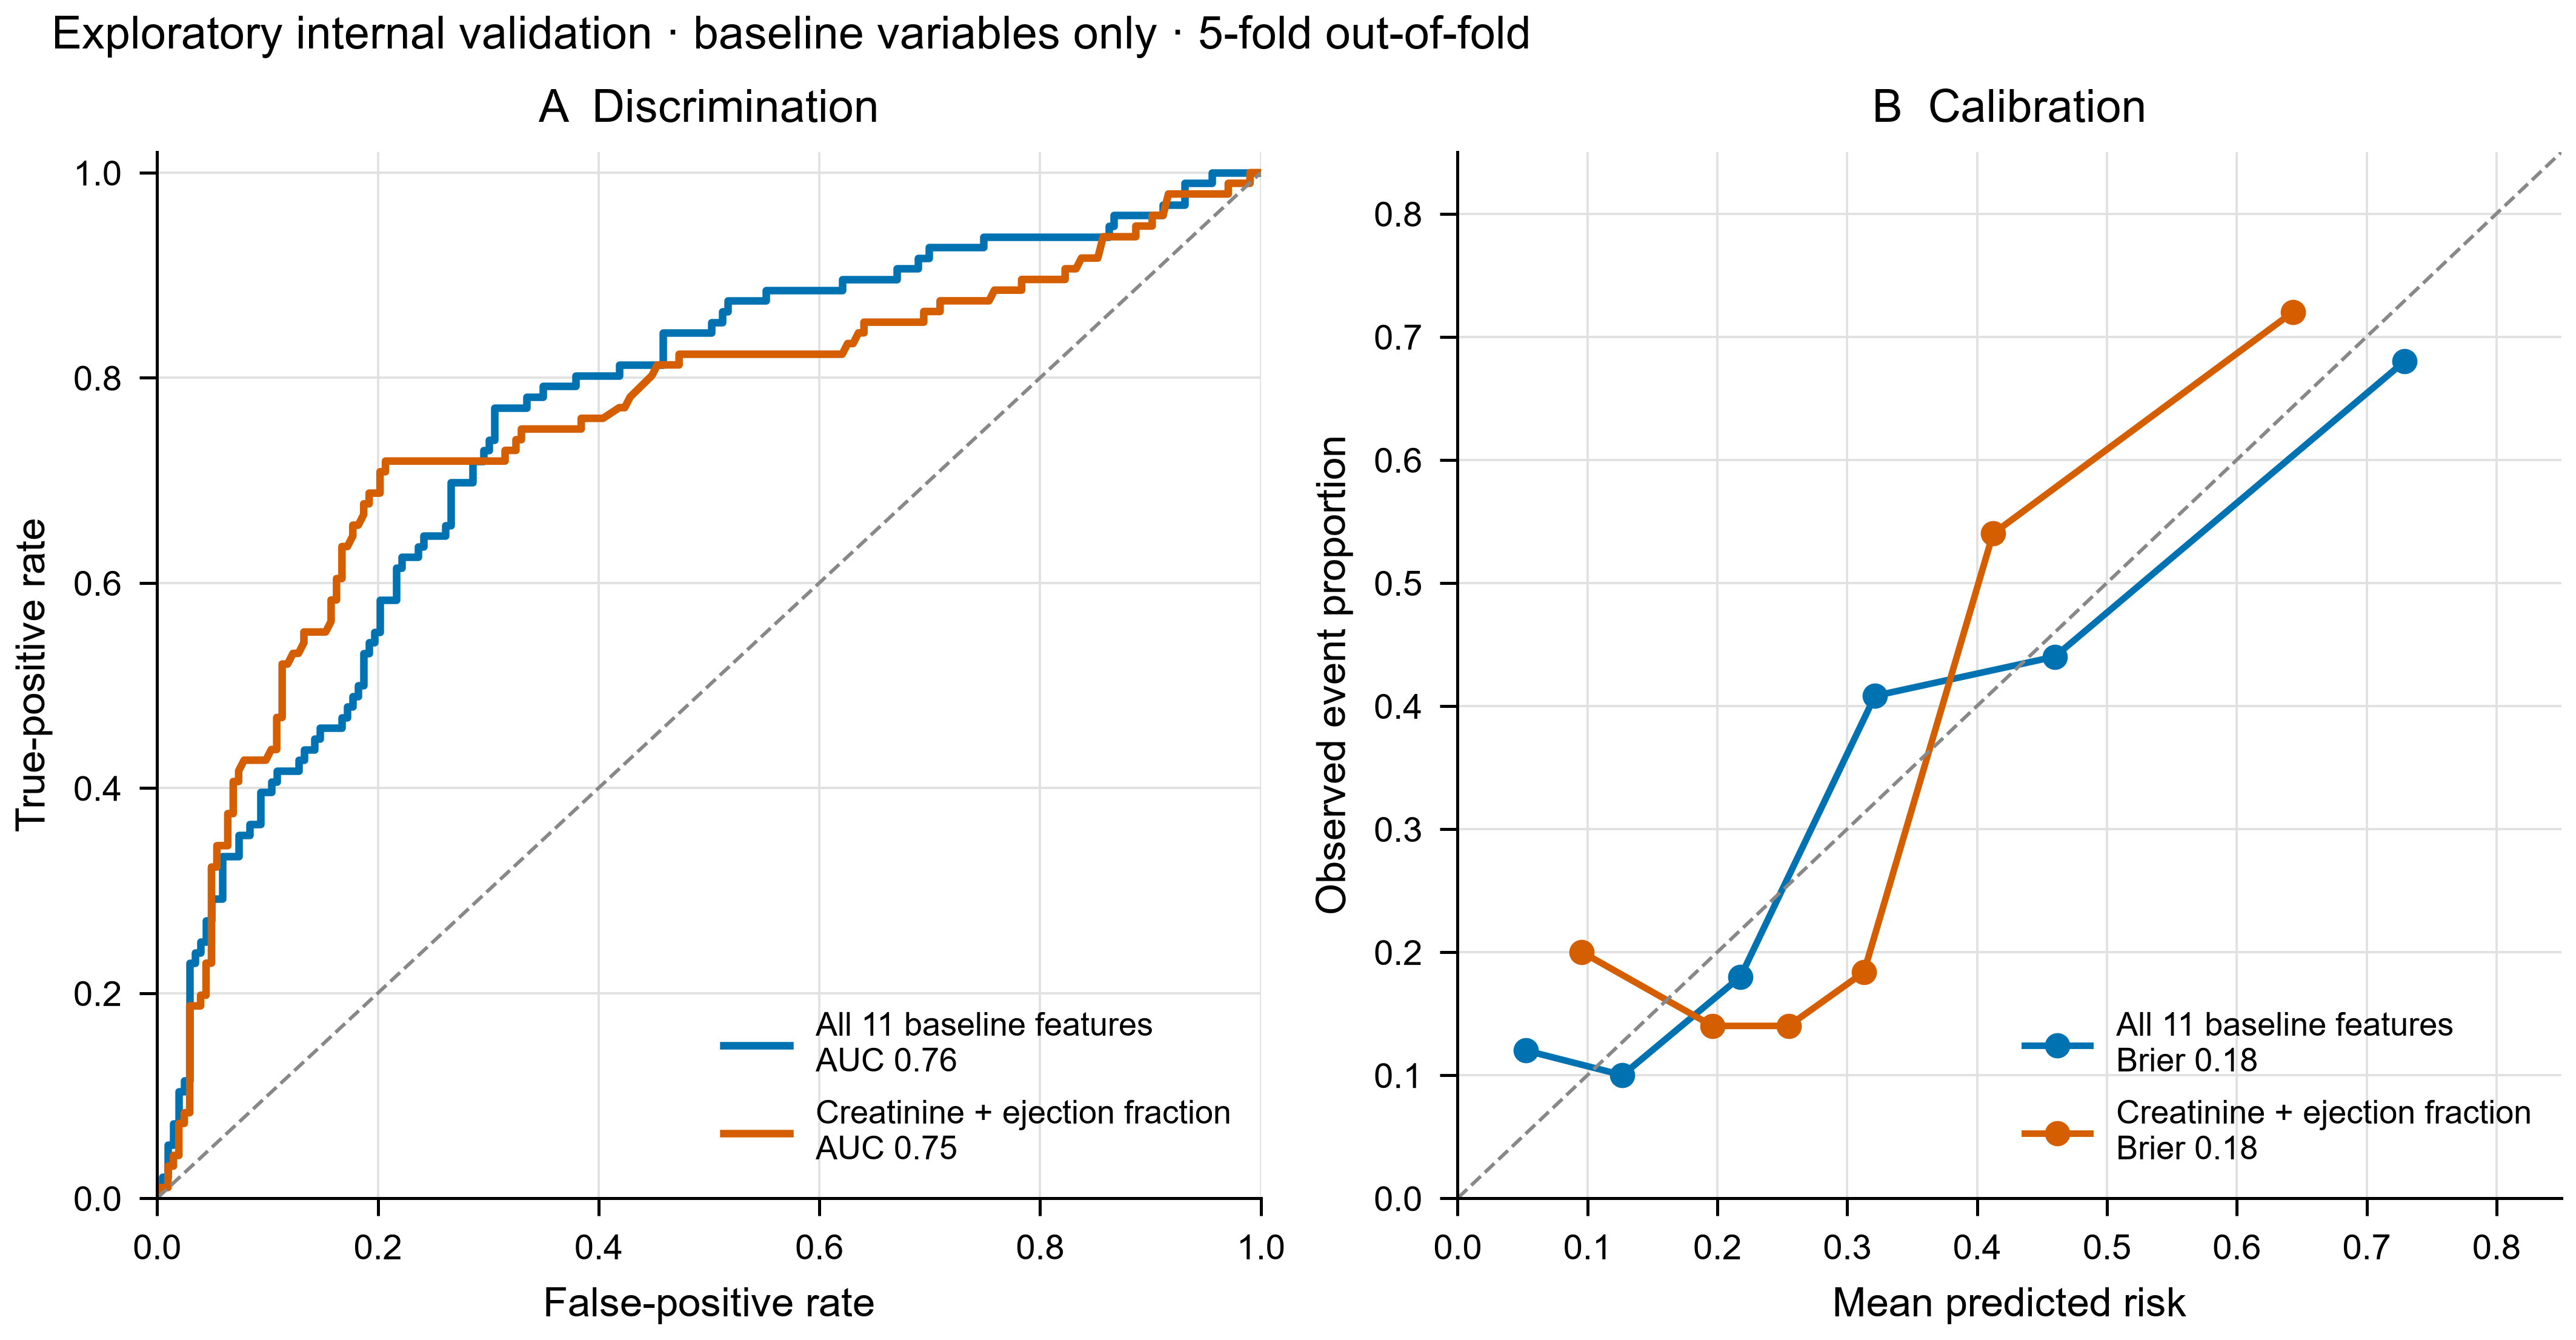 Exploratory internal validation · baseline variables only · 5-fold out-of-fold
A Discrimination
True-positive rate
1.0
0.8
0.6
0.4
0.2
0.0
0.0 0.2 0.4 0.6 0.8 1.0
False-positive rate
All 11 baseline features
AUC 0.76
Creatinine + ejection fraction
AUC 0.75
B Calibration
Observed event proportion
0.8
0.7
0.6
0.5
0.4
0.3
0.2
0.1
0.0
0.0 0.1 0.2 0.3 0.4 0.5 0.6 0.7 0.8
Mean predicted risk
All 11 baseline features
Brier 0.18
Creatinine + ejection fraction
Brier 0.18